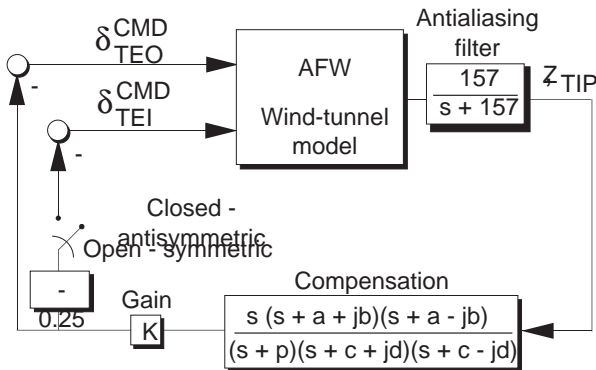 Antialiasing
filter
δ CMD TEO
-
AFW
Wind-tunnel
model
157
s + 157
z TIP
δ CMD TEI
-
Closed -
antisymmetric
Open - symmetric
-
0.25
Gain
K
Compensation
s (s + a + jb)(s + a - jb)
(s + p)(s + c + jd)(s + c - jd)